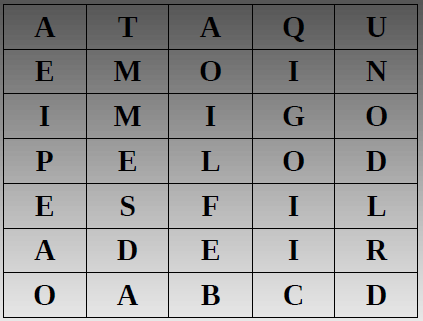 A T A Q U
E M O I N
I M I G O
P E L O D
E S F I L
A D E I R
O A B C D